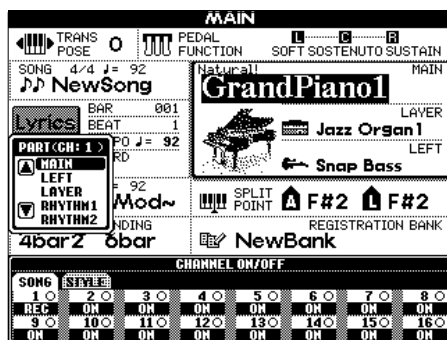 MAIN
TRANSPOSE 0
PEDAL FUNCTION
L C R
SOFT SOSTENUTO SUSTAIN
SONG 4/4 ♩= 92
NewSong
Natural! MAIN
GrandPiano1
LAYER
Jazz Organ1
LEFT
Snap Bass
Lyrics
BAR 001
BEAT 1
PO ♩= 92
RD
PART(CH: 1)
MAIN
LEFT
LAYER
RHYTHM1
RHYTHM2
= 92
Mod~
SPLIT POINT A F#2 L F#2
NDING
4bar2 6bar
REGISTRATION BANK
NewBank
CHANNEL ON/OFF
SONG STYLE
1 2 3 4 5 6 7 8
REC ON ON ON ON ON ON ON
9 10 11 12 13 14 15 16
ON ON ON ON ON ON ON ON